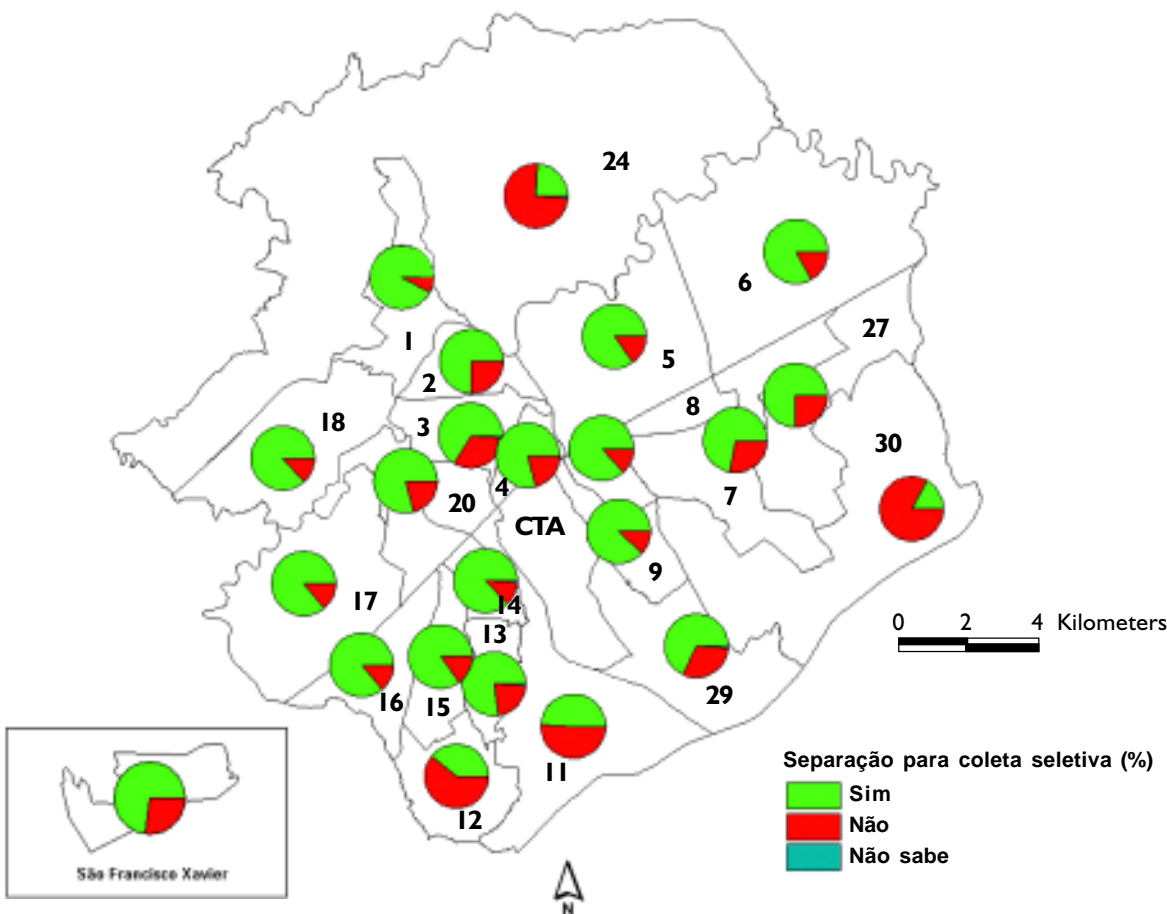 24
6
27
1
5
2
8
18
3
30
4
7
20
CTA
9
17
14
0 2 4 Kilometers
13
29
16
15
11
12
Separação para coleta seletiva (%)
Sim
Não
Não sabe
São Francisco Xavier
N